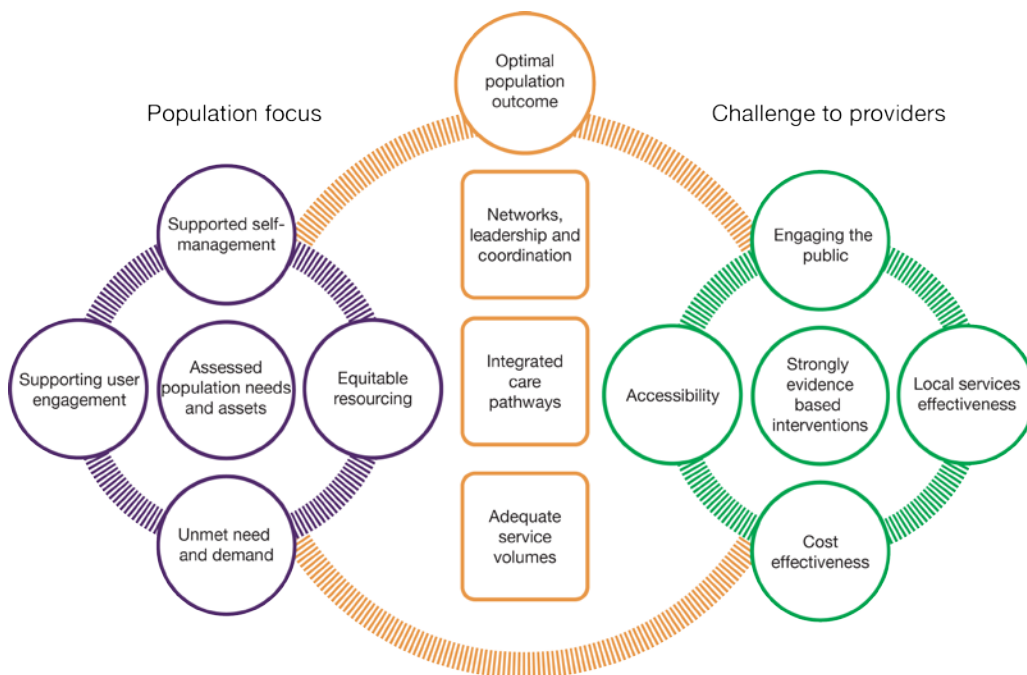 Optimal
population
outcome
Population focus
Challenge to providers
Supported self-
management
Networks,
leadership and
coordination
Engaging the
public
Supporting user
engagement
Assessed
population needs
and assets
Equitable
resourcing
Integrated
care
pathways
Accessibility
Strongly
evidence
based
interventions
Local services
effectiveness
Unmet need
and demand
Adequate
service
volumes
Cost
effectiveness